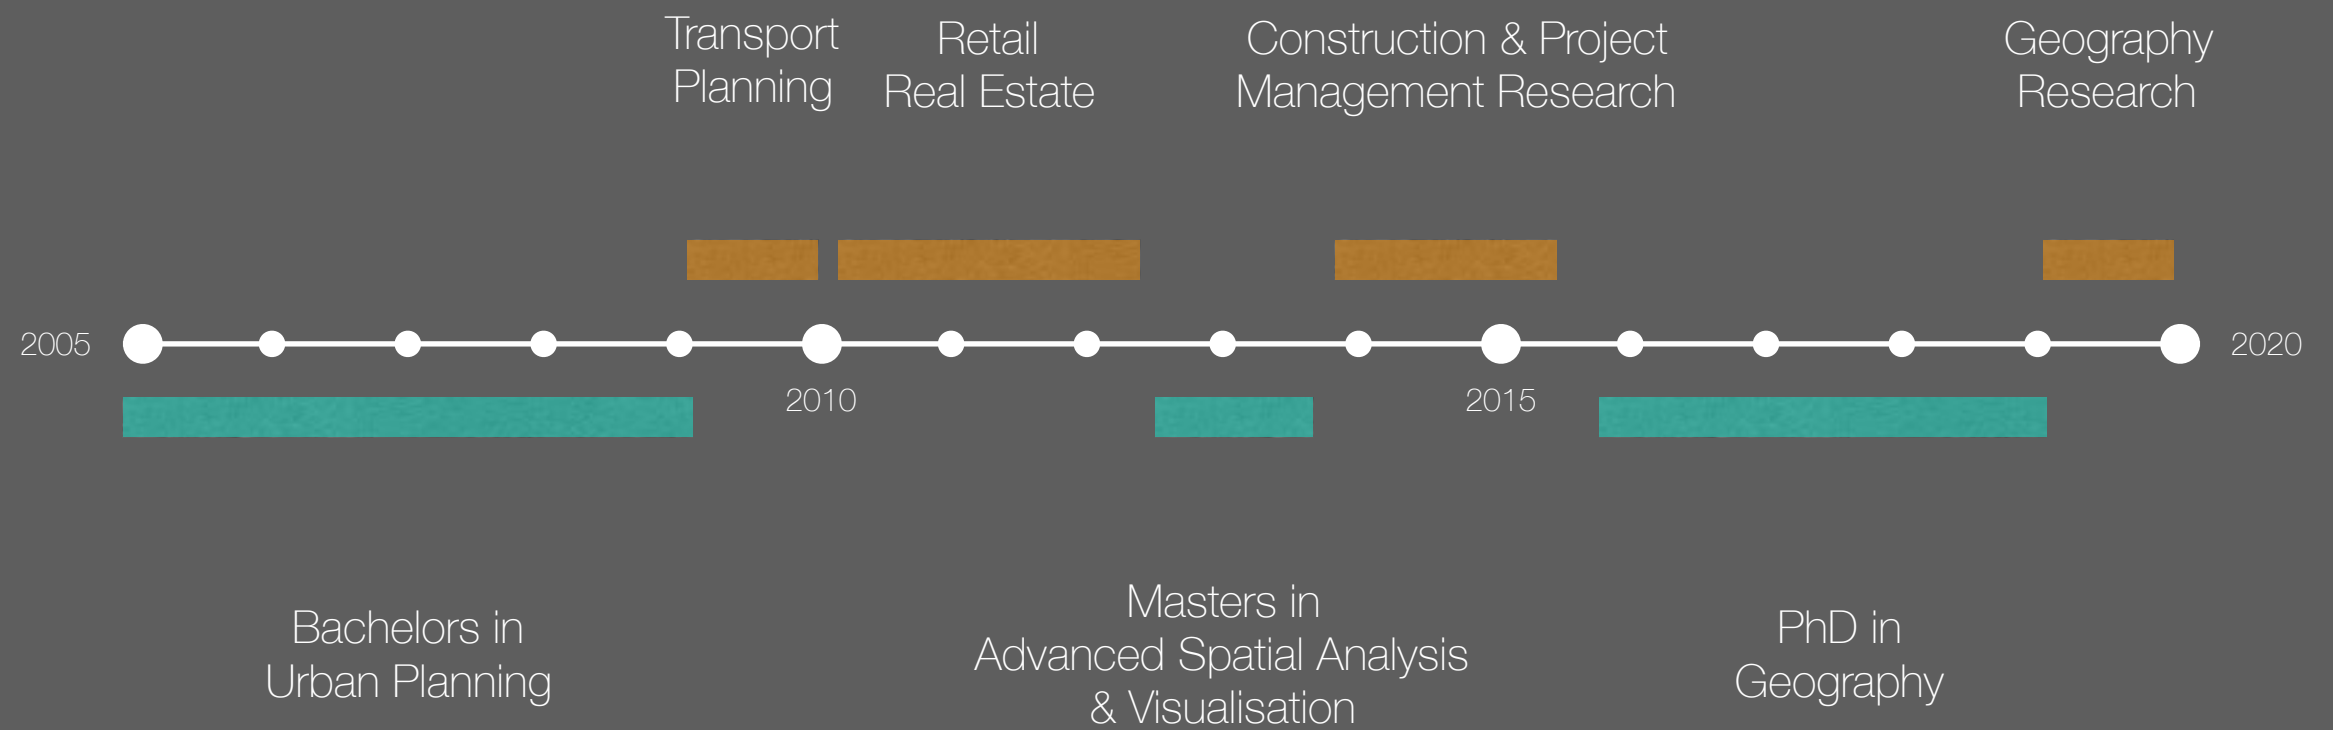 Transport
Planning
Retail
Real Estate
Construction & Project
Management Research
Geography
Research
2005
2010
2015
2020
Bachelors in
Urban Planning
Masters in
Advanced Spatial Analysis
& Visualisation
PhD in
Geography